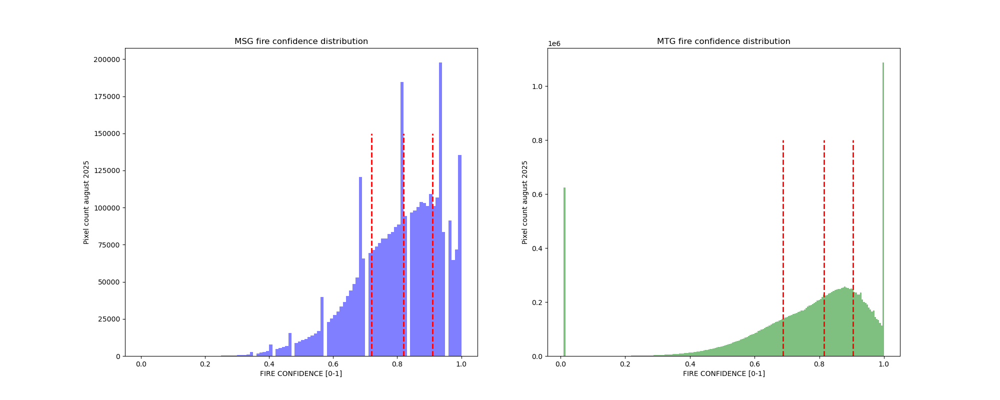 MSG fire confidence distribution
200000
175000
150000
125000
100000
75000
50000
25000
0
Pixel count august 2025
0.0 0.2 0.4 0.6 0.8 1.0
FIRE CONFIDENCE [0-1]
MTG fire confidence distribution
1e6
1.0
0.8
0.6
0.4
0.2
0.0
Pixel count august 2025
0.0 0.2 0.4 0.6 0.8 1.0
FIRE CONFIDENCE [0-1]